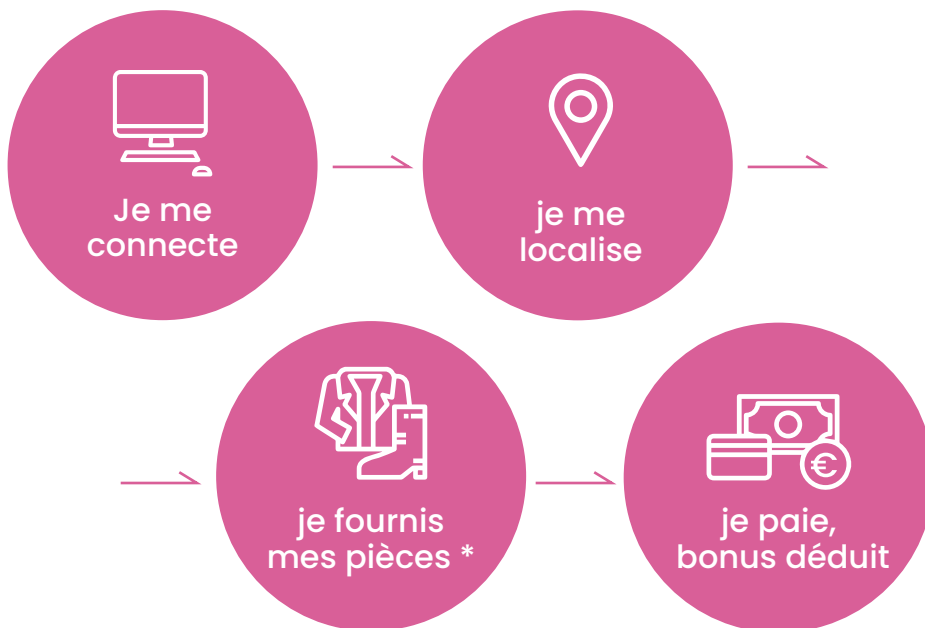 Je me
connecte
je me
localise
je fournis
mes pièces *
je paie,
bonus déduit